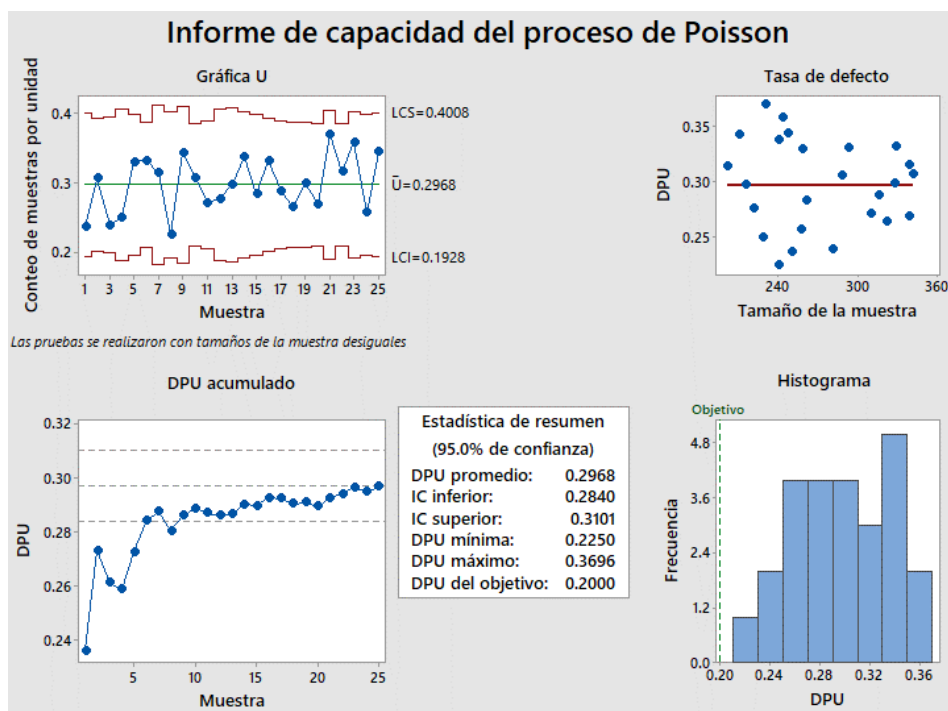 Informe de capacidad del proceso de Poisson
Gráfica U
Conteo de muestras por unidad
0.4
0.3
0.2
LCS=0.4008
Ū=0.2968
LCI=0.1928
1 3 5 7 9 11 13 15 17 19 21 23 25
Muestra
Las pruebas se realizaron con tamaños de la muestra desiguales
Tasa de defecto
DPU
0.35
0.30
0.25
240 300 360
Tamaño de la muestra
DPU acumulado
DPU
0.32
0.30
0.28
0.26
0.24
5 10 15 20 25
Muestra
Estadística de resumen
(95.0% de confianza)
DPU promedio: 0.2968
IC inferior: 0.2840
IC superior: 0.3101
DPU mínima: 0.2250
DPU máximo: 0.3696
DPU del objetivo: 0.2000
Histograma
Objetivo
Frecuencia
4.8
3.6
2.4
1.2
0.0
0.20 0.24 0.28 0.32 0.36
DPU